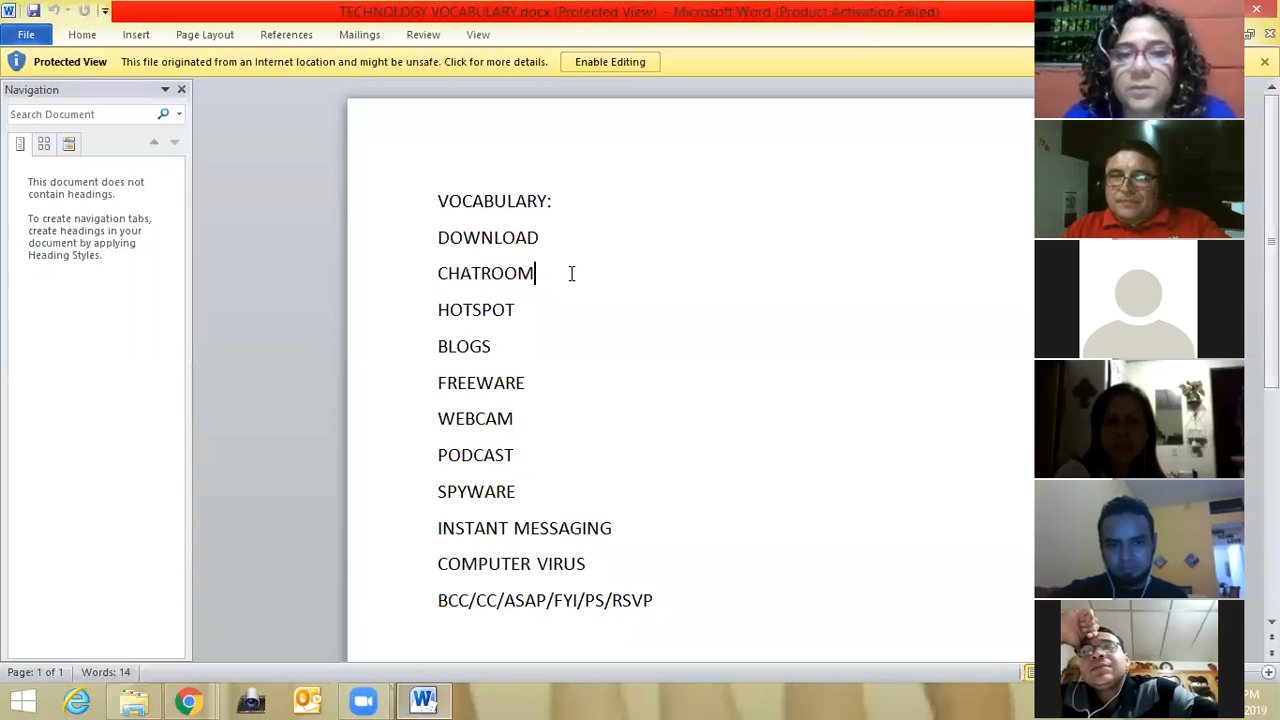 TECHNOLOGY VOCABULARY.docx (Protected View) - Microsoft Word (Product Activation Failed)
File Home Insert Page Layout References Mailings Review View
Protected View This file originated from an Internet location and might be unsafe. Click for more details. Enable Editing
Navigation
Search Document
This document does not
contain headings.
To create navigation tabs,
create headings in your
document by applying
Heading Styles.
VOCABULARY:
DOWNLOAD
CHATROOM
HOTSPOT
BLOGS
FREEWARE
WEBCAM
PODCAST
SPYWARE
INSTANT MESSAGING
COMPUTER VIRUS
BCC/CC/ASAP/FYI/PS/RSVP
Page: 1 of 1 Words: 14
PM
2019